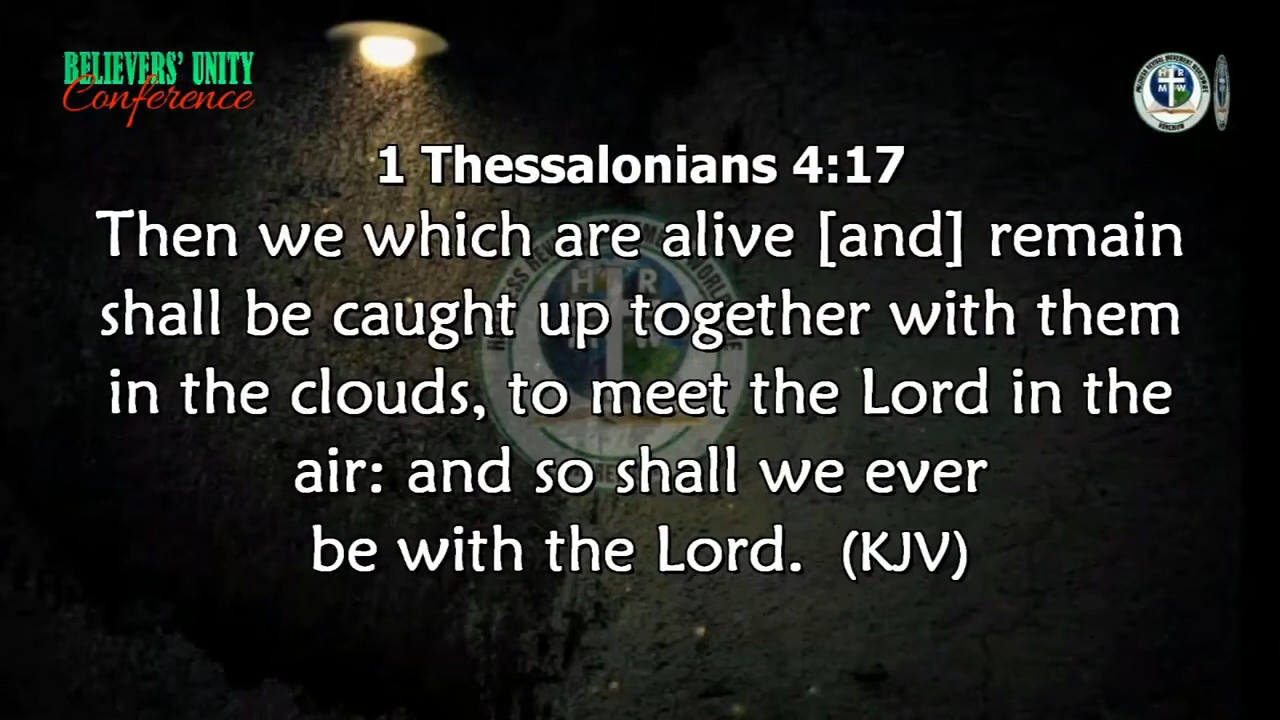 BELIEVERS' UNITY
Conference
H R
M W
1 Thessalonians 4:17
Then we which are alive [and] remain
shall be caught up together with them
in the clouds, to meet the Lord in the
air: and so shall we ever
be with the Lord. (KJV)